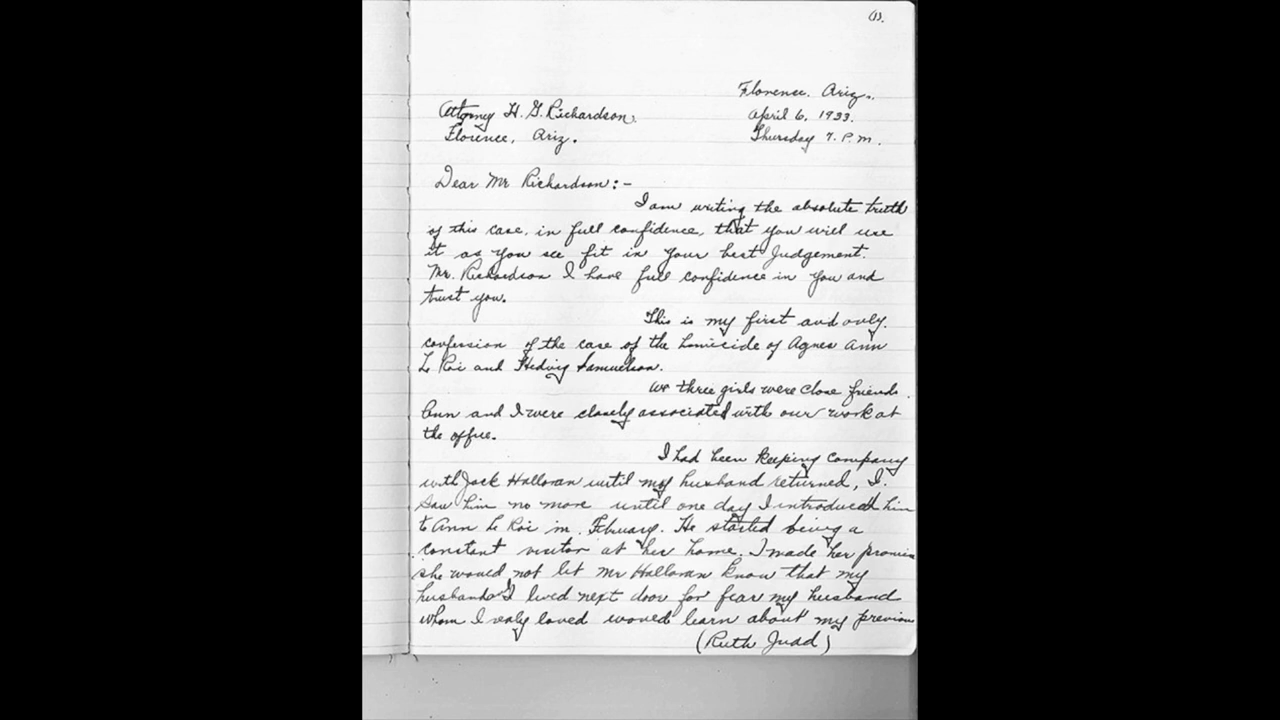 (1).
Florence. Ariz.
Attorney H. G. Richardson.
April 6, 1933.
Florence, Ariz.
Thursday 7. P.M.
Dear Mr Richardson:-
I am writing the absolute truth
of this case, in full confidence, that you will use
it as you see fit in your best Judgement.
Mr. Richardson I have full confidence in you and
trust you.
This is my first and only
confession of the case of the homicide of Agnes Ann
Le Roi and Hedvig Samuelson.
We three girls were close friends.
Ann and I were closely associated with our work at
the office.
I had been keeping company
with Jack Halloran until my husband returned, I.
Saw him no more until one day I introduced him
to Ann Le Roi in February. He started being a
constant visitor at her home. I made her promise
she would not let Mr Halloran know that my
husband and I lived next door for fear my husband
whom I realy loved would learn about my previous
(Ruth Judd)